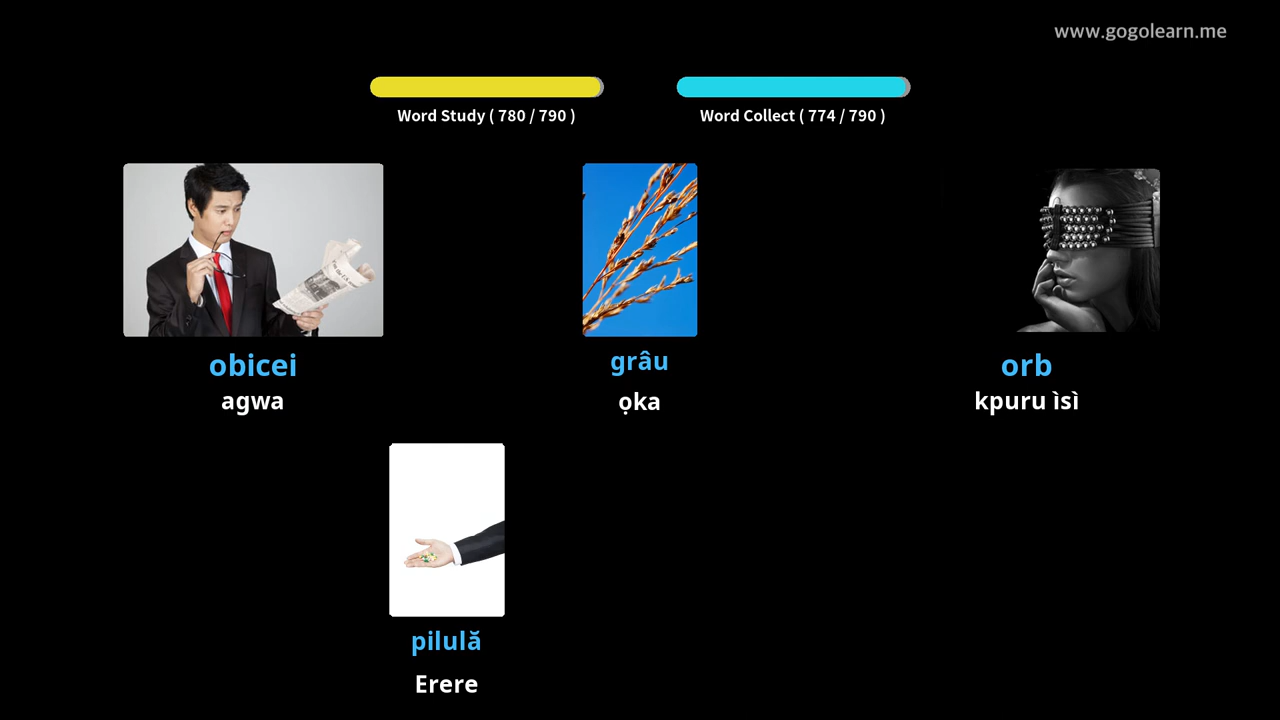 www.gogolearn.me
Word Study ( 780 / 790 )
Word Collect ( 774 / 790 )
obicei
agwa
grâu
ọka
orb
kpuru ìsì
pilulă
Erere